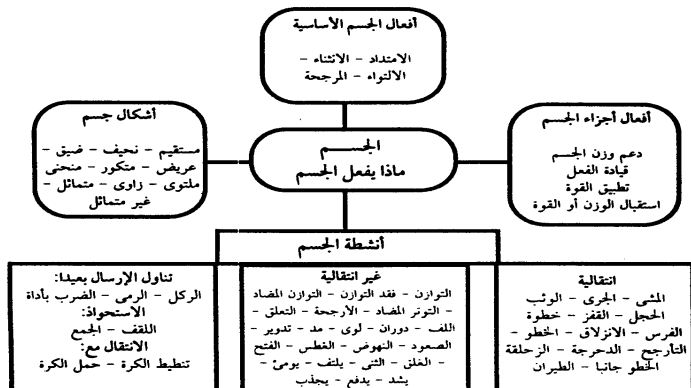 أفعال الجسم الأساسية
الامتداد – الانثناء –
الالتواء – المرجحة
أفعال أجزاء الجسم
دعم وزن الجسم
قيادة الفعل
تطبيق القوة
استقبال الوزن أو القوة
الجســـم
ماذا يفعل الجسم
أشكال جسم
مستقيم – نحيف – ضيق –
عريض – متكور – منحنى
ملتوى – زاوى – متماثل –
غير متماثل
أنشطة الجسم
انتقالية
المشى – الجرى – الوثب
الحجل – القفز – خطوة
الفرس – الانزلاق – الخطو –
التأرجح – الدحرجة – الزحلقة
الخطو جانبا – الطيران
غير انتقالية
التوازن – فقد التوازن – التوازن المضاد
– التوتر المضاد – الارجحة – التعلق –
اللف – دوران – لوى – مد – تدوير –
الصعود – النهوض – الغطس – الفتح
– الغلق – الثنى – يلتف – يومئ –
يشد – يدفع – يجذب
تناول الإرسال بعيدا:
الركل – الرمى – الضرب بأداة
الاستحواذ:
اللقف – الجمع
الانتقال مع:
تنطيط الكرة – حمل الكرة